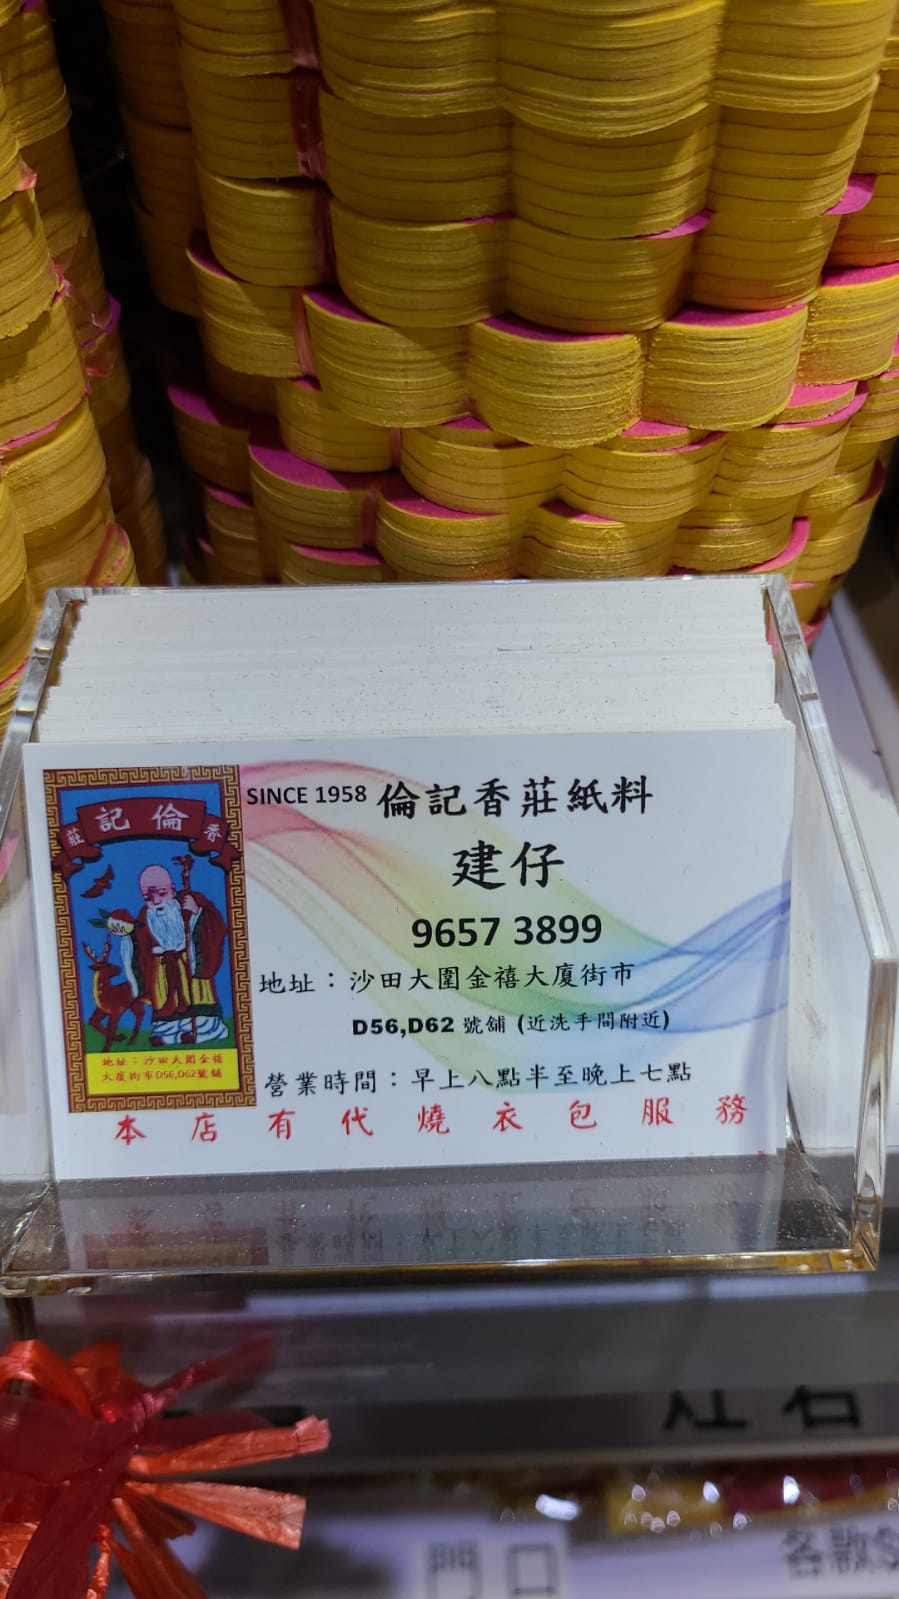 SINCE 1958 倫記香莊紙料
建仔
9657 3899
地址：沙田大圍金禧大廈街市
D56,D62 號舖 (近洗手間附近)
營業時間：早上八點半至晚上七點
本店有代燒衣包服務
莊記倫香
地址：沙田大圍金禧
大廈街市D56,D62號舖
門口
各款